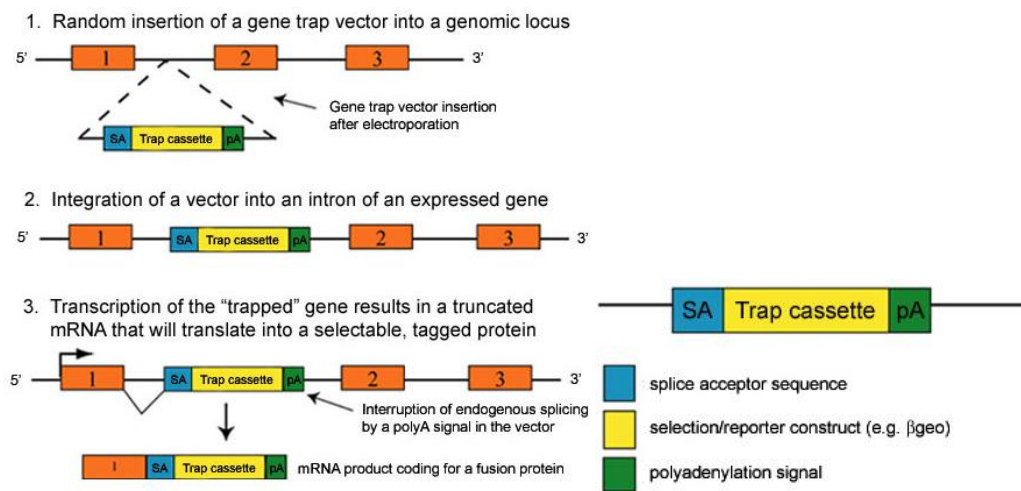 1. Random insertion of a gene trap vector into a genomic locus
5' 1 2 3 3'
Gene trap vector insertion
after electroporation
SA Trap cassette pA
2. Integration of a vector into an intron of an expressed gene
5' 1 SA Trap cassette pA 2 3 3'
3. Transcription of the “trapped” gene results in a truncated
mRNA that will translate into a selectable, tagged protein
5' 1 SA Trap cassette pA 2 3 3'
Interruption of endogenous splicing
by a polyA signal in the vector
1 SA Trap cassette pA mRNA product coding for a fusion protein
SA Trap cassette pA
splice acceptor sequence
selection/reporter construct (e.g. βgeo)
polyadenylation signal